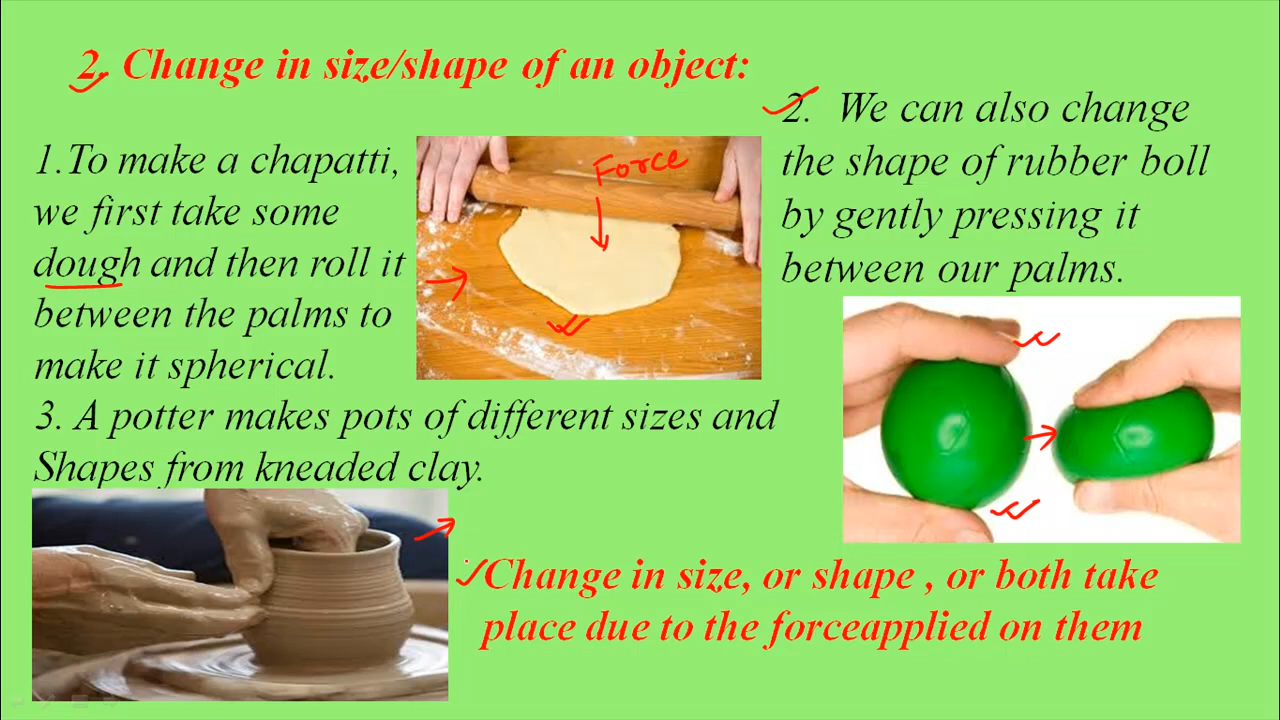 2. Change in size/shape of an object:
1.To make a chapatti,
we first take some
dough and then roll it
between the palms to
make it spherical.
Force
2. We can also change
the shape of rubber boll
by gently pressing it
between our palms.
3. A potter makes pots of different sizes and
Shapes from kneaded clay.
Change in size, or shape , or both take
place due to the forceapplied on them